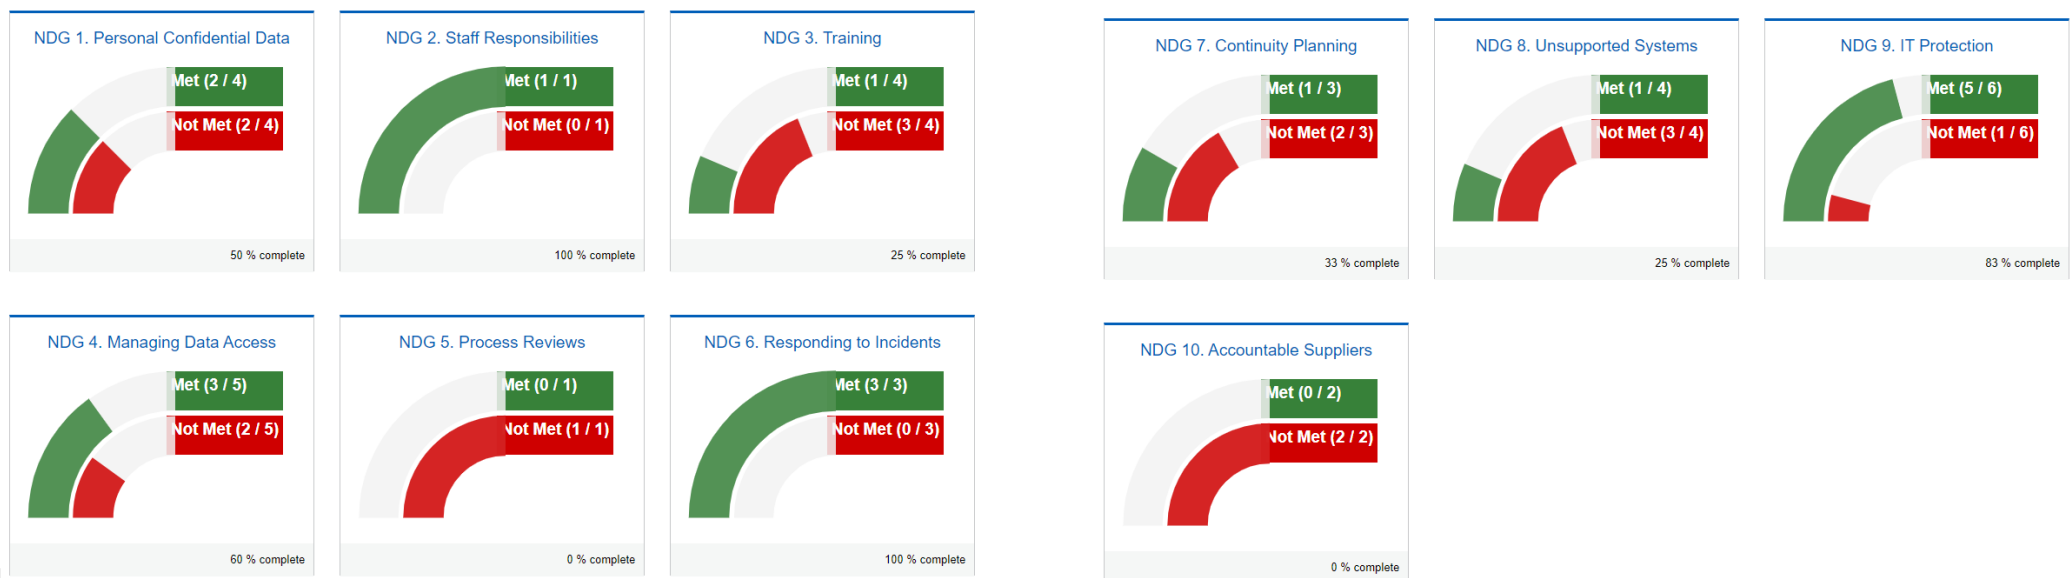 NDG 1. Personal Confidential Data
Met (2 / 4)
Not Met (2 / 4)
50 % complete
NDG 2. Staff Responsibilities
Met (1 / 1)
Not Met (0 / 1)
100 % complete
NDG 3. Training
Met (1 / 4)
Not Met (3 / 4)
25 % complete
NDG 4. Managing Data Access
Met (3 / 5)
Not Met (2 / 5)
60 % complete
NDG 5. Process Reviews
Met (0 / 1)
Not Met (1 / 1)
0 % complete
NDG 6. Responding to Incidents
Met (3 / 3)
Not Met (0 / 3)
100 % complete
NDG 7. Continuity Planning
Met (1 / 3)
Not Met (2 / 3)
33 % complete
NDG 8. Unsupported Systems
Met (1 / 4)
Not Met (3 / 4)
25 % complete
NDG 9. IT Protection
Met (5 / 6)
Not Met (1 / 6)
83 % complete
NDG 10. Accountable Suppliers
Met (0 / 2)
Not Met (2 / 2)
0 % complete